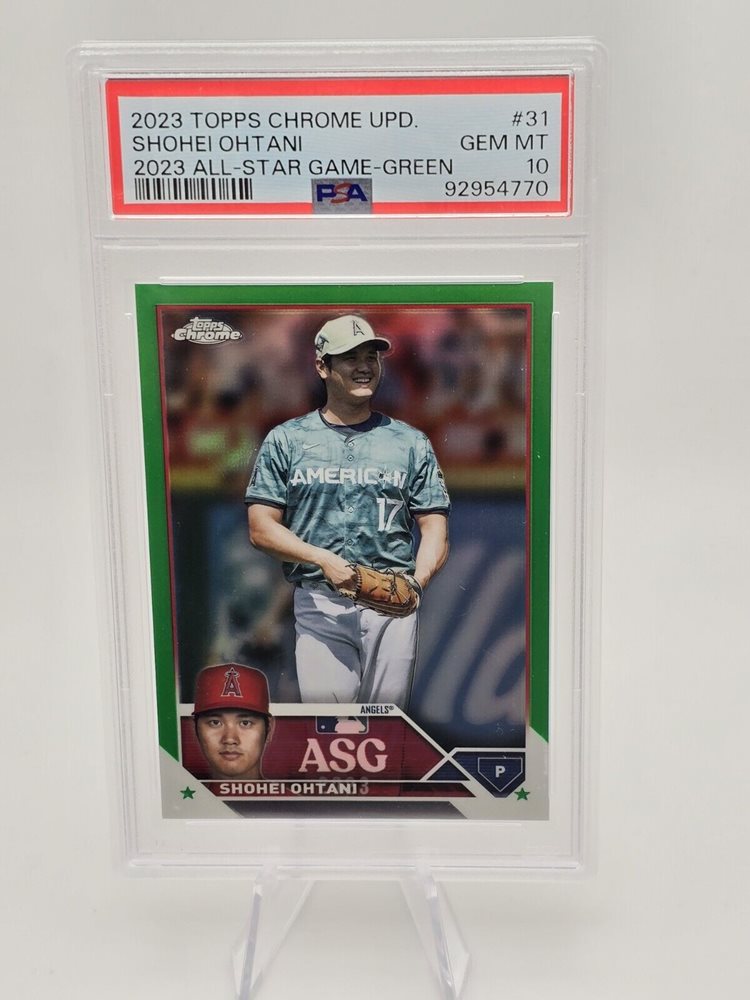 2023 TOPPS CHROME UPD. #31
SHOHEI OHTANI GEM MT
2023 ALL-STAR GAME-GREEN 10
PSA 92954770
Topps
Chrome
A
AMERICAN
17
A
ANGELS®
ASG
2023
P
SHOHEI OHTANI